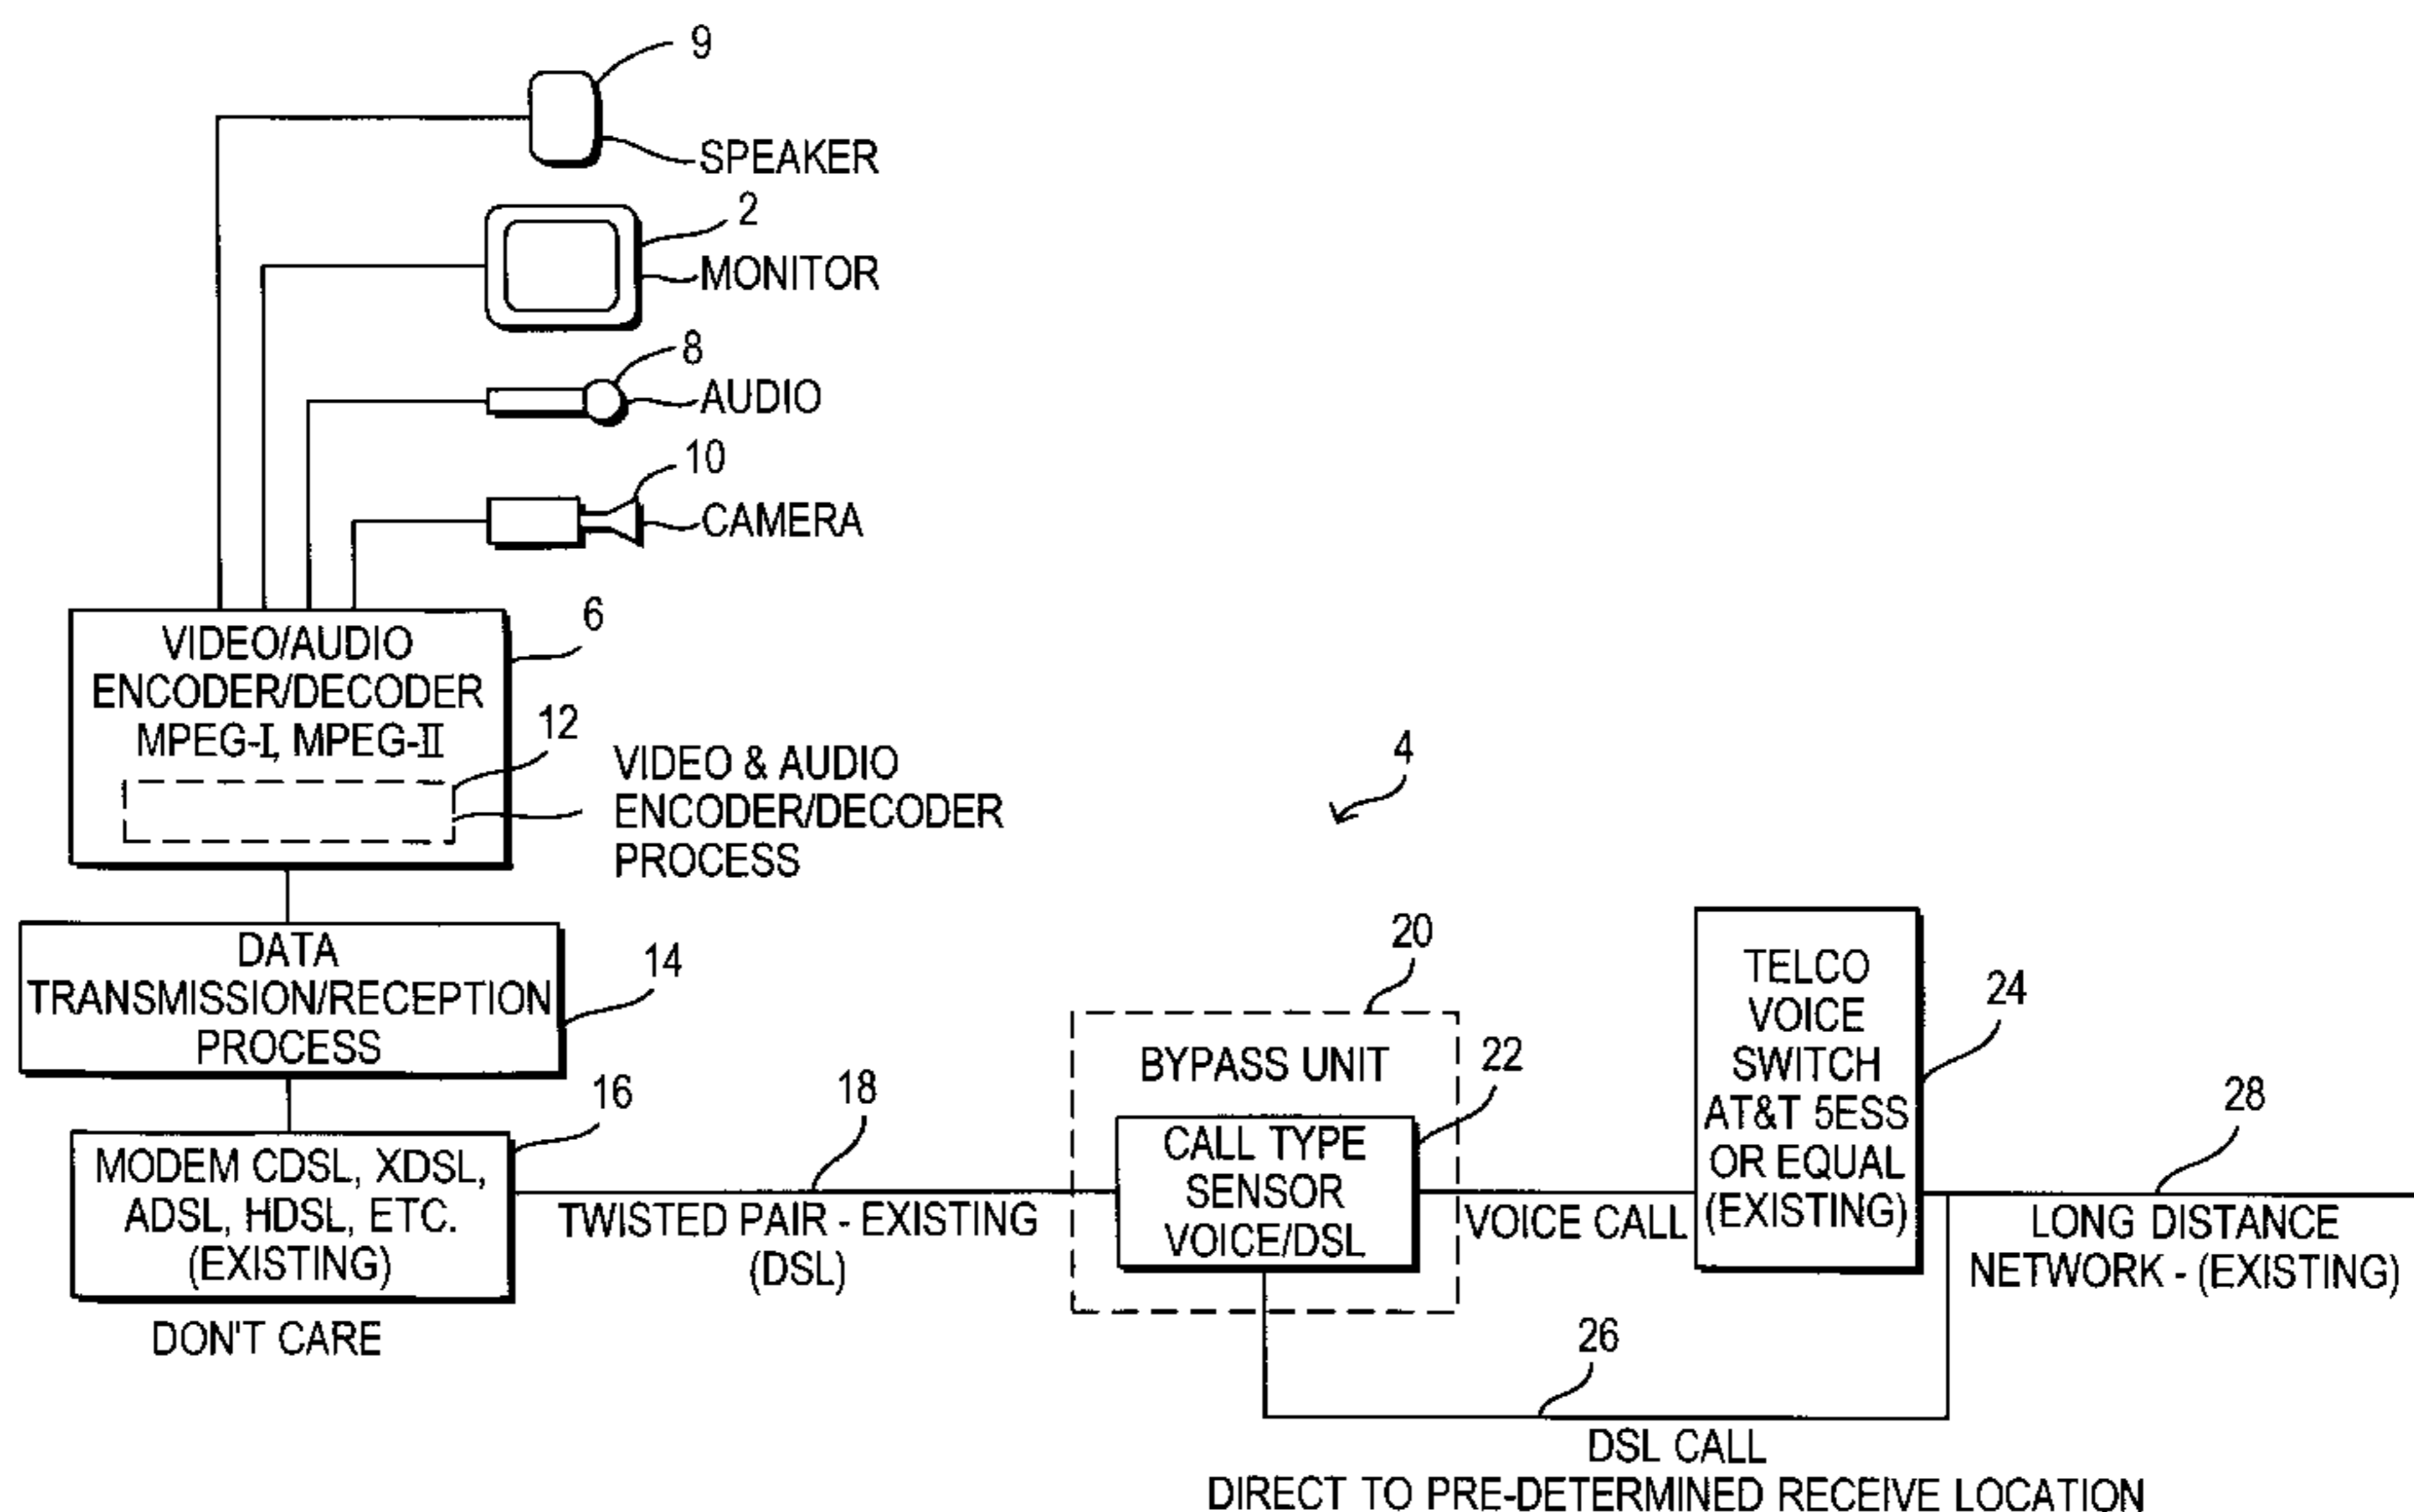 9
SPEAKER
2
MONITOR
8
AUDIO
10
CAMERA
6
VIDEO/AUDIO
ENCODER/DECODER
MPEG-I, MPEG-II
12
VIDEO & AUDIO
ENCODER/DECODER
PROCESS
4
14
DATA
TRANSMISSION/RECEPTION
PROCESS
16
MODEM CDSL, XDSL,
ADSL, HDSL, ETC.
(EXISTING)
DON'T CARE
18
TWISTED PAIR - EXISTING
(DSL)
20
BYPASS UNIT
22
CALL TYPE
SENSOR
VOICE/DSL
VOICE CALL
24
TELCO
VOICE
SWITCH
AT&T 5ESS
OR EQUAL
(EXISTING)
28
LONG DISTANCE
NETWORK - (EXISTING)
26
DSL CALL
DIRECT TO PRE-DETERMINED RECEIVE LOCATION